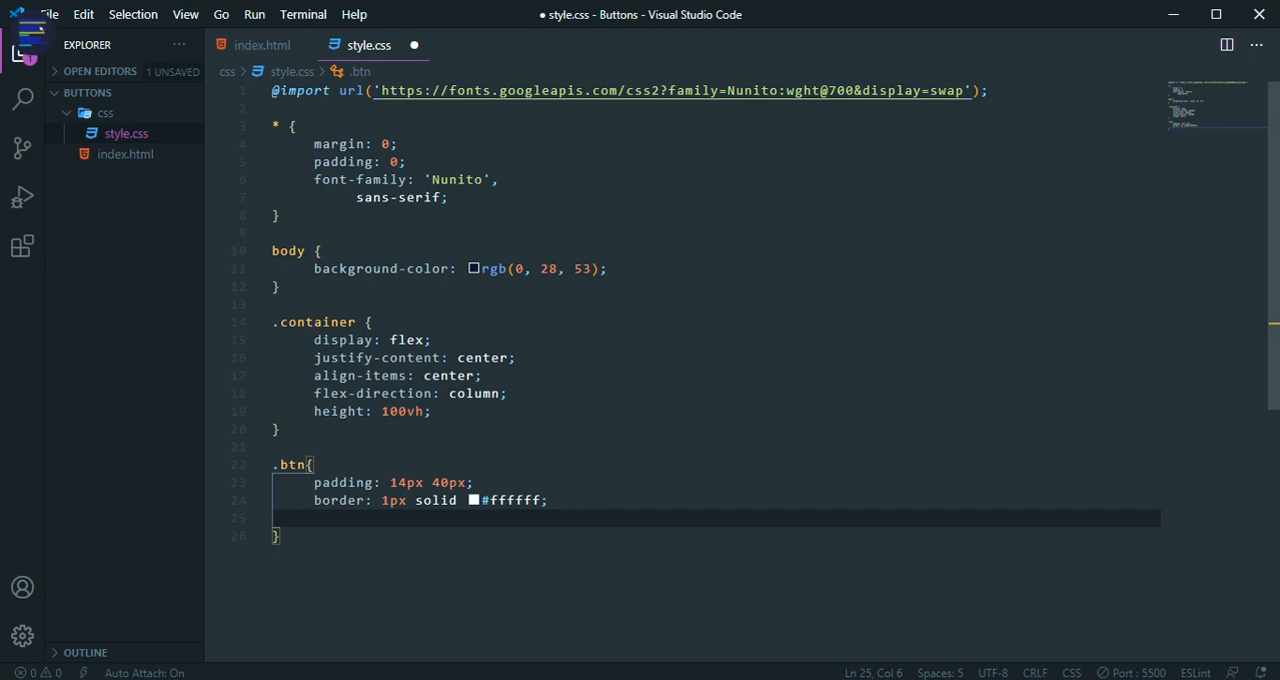 File Edit Selection View Go Run Terminal Help
● style.css - Buttons - Visual Studio Code
EXPLORER ···
index.html
style.css ●
OPEN EDITORS 1 UNSAVED
css > style.css > .btn
BUTTONS
css
style.css
index.html
1 @import url('https://fonts.googleapis.com/css2?family=Nunito:wght@700&display=swap');
2
3 * {
4 margin: 0;
5 padding: 0;
6 font-family: 'Nunito',
7 sans-serif;
8 }
9
10 body {
11 background-color: rgb(0, 28, 53);
12 }
13
14 .container {
15 display: flex;
16 justify-content: center;
17 align-items: center;
18 flex-direction: column;
19 height: 100vh;
20 }
21
22 .btn{
23 padding: 14px 40px;
24 border: 1px solid #ffffff;
25
26 }
1
OUTLINE
0 0 Auto Attach: On Ln 25, Col 6 Spaces: 5 UTF-8 CRLF CSS Port : 5500 ESLint